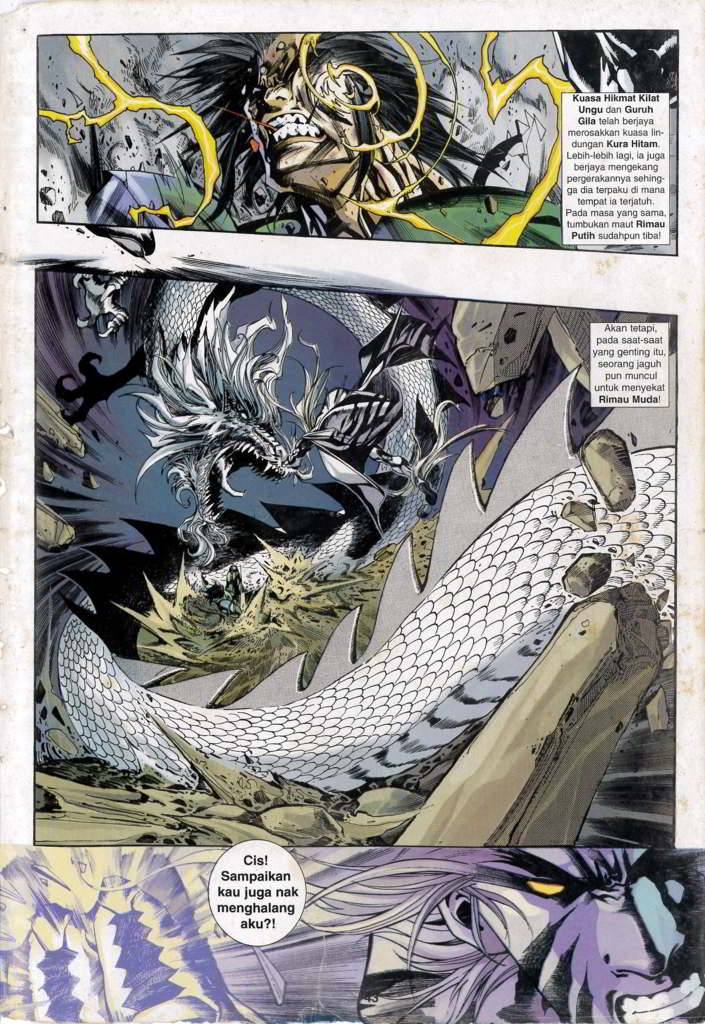 Kuasa Hikmat Kilat
Ungu dan Guruh
Gila telah berjaya
merosakkan kuasa lin-
dungan Kura Hitam.
Lebih-lebih lagi, ia juga
berjaya mengekang
pergerakannya sehing-
ga dia terpaku di mana
tempat ia terjatuh.
Pada masa yang sama,
tumbukan maut Rimau
Putih sudahpun tiba!
Akan tetapi,
pada saat-saat
yang genting itu,
seorang jaguh
pun muncul
untuk menyekat
Rimau Muda!
Cis!
Sampaikan
kau juga nak
menghalang
aku?!